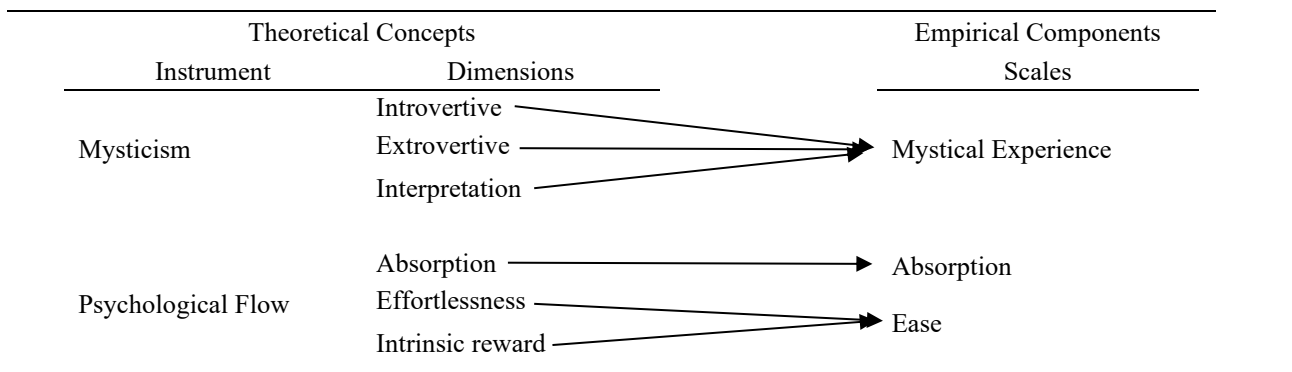 Theoretical Concepts Empirical Components
Instrument Dimensions Scales
Introvertive
Mysticism Extrovertive Mystical Experience
Interpretation
Absorption Absorption
Psychological Flow Effortlessness
Ease
Intrinsic reward